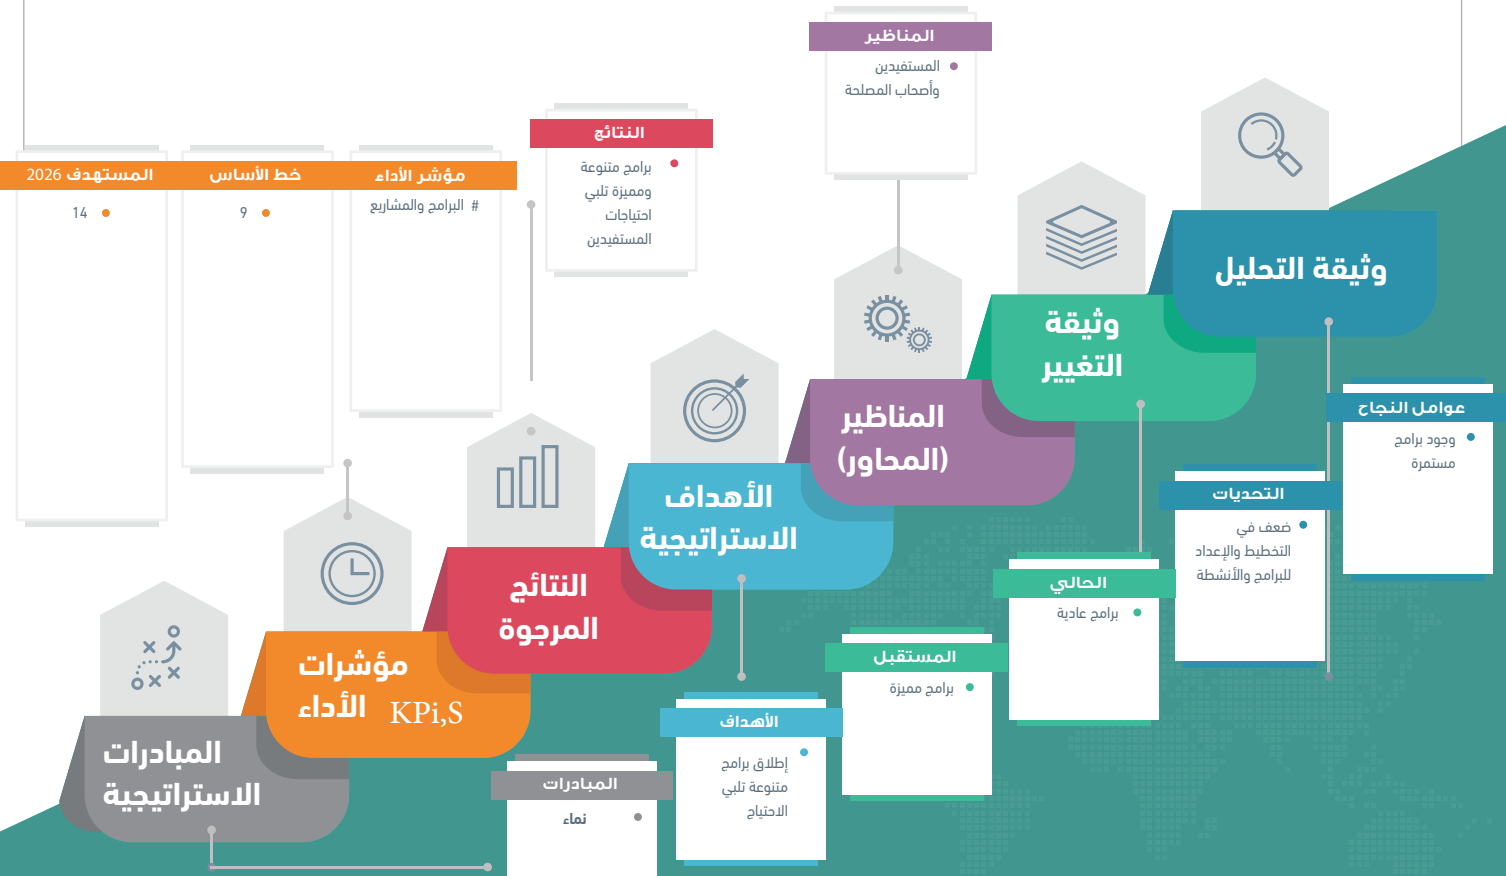 وثيقة التحليل
عوامل النجاح
وجود برامج
مستمرة
التحديات
ضعف في
التخطيط والإعداد
للبرامج والأنشطة
وثيقة
التغيير
الحالي
برامج عادية
المستقبل
برامج مميزة
المناظير
(المحاور)
المناظير
المستفيدين
وأصحاب المصلحة
الأهداف
الاستراتيجية
الأهداف
إطلاق برامج
متنوعة تلبي
الاحتياج
النتائج
المرجوة
النتائج
برامج متنوعة
ومميزة تلبي
احتياجات
المستفيدين
مؤشرات
الأداء KPi,S
مؤشر الأداء
# البرامج والمشاريع
خط الأساس
9
المستهدف 2026
14
المبادرات
الاستراتيجية
المبادرات
نماء